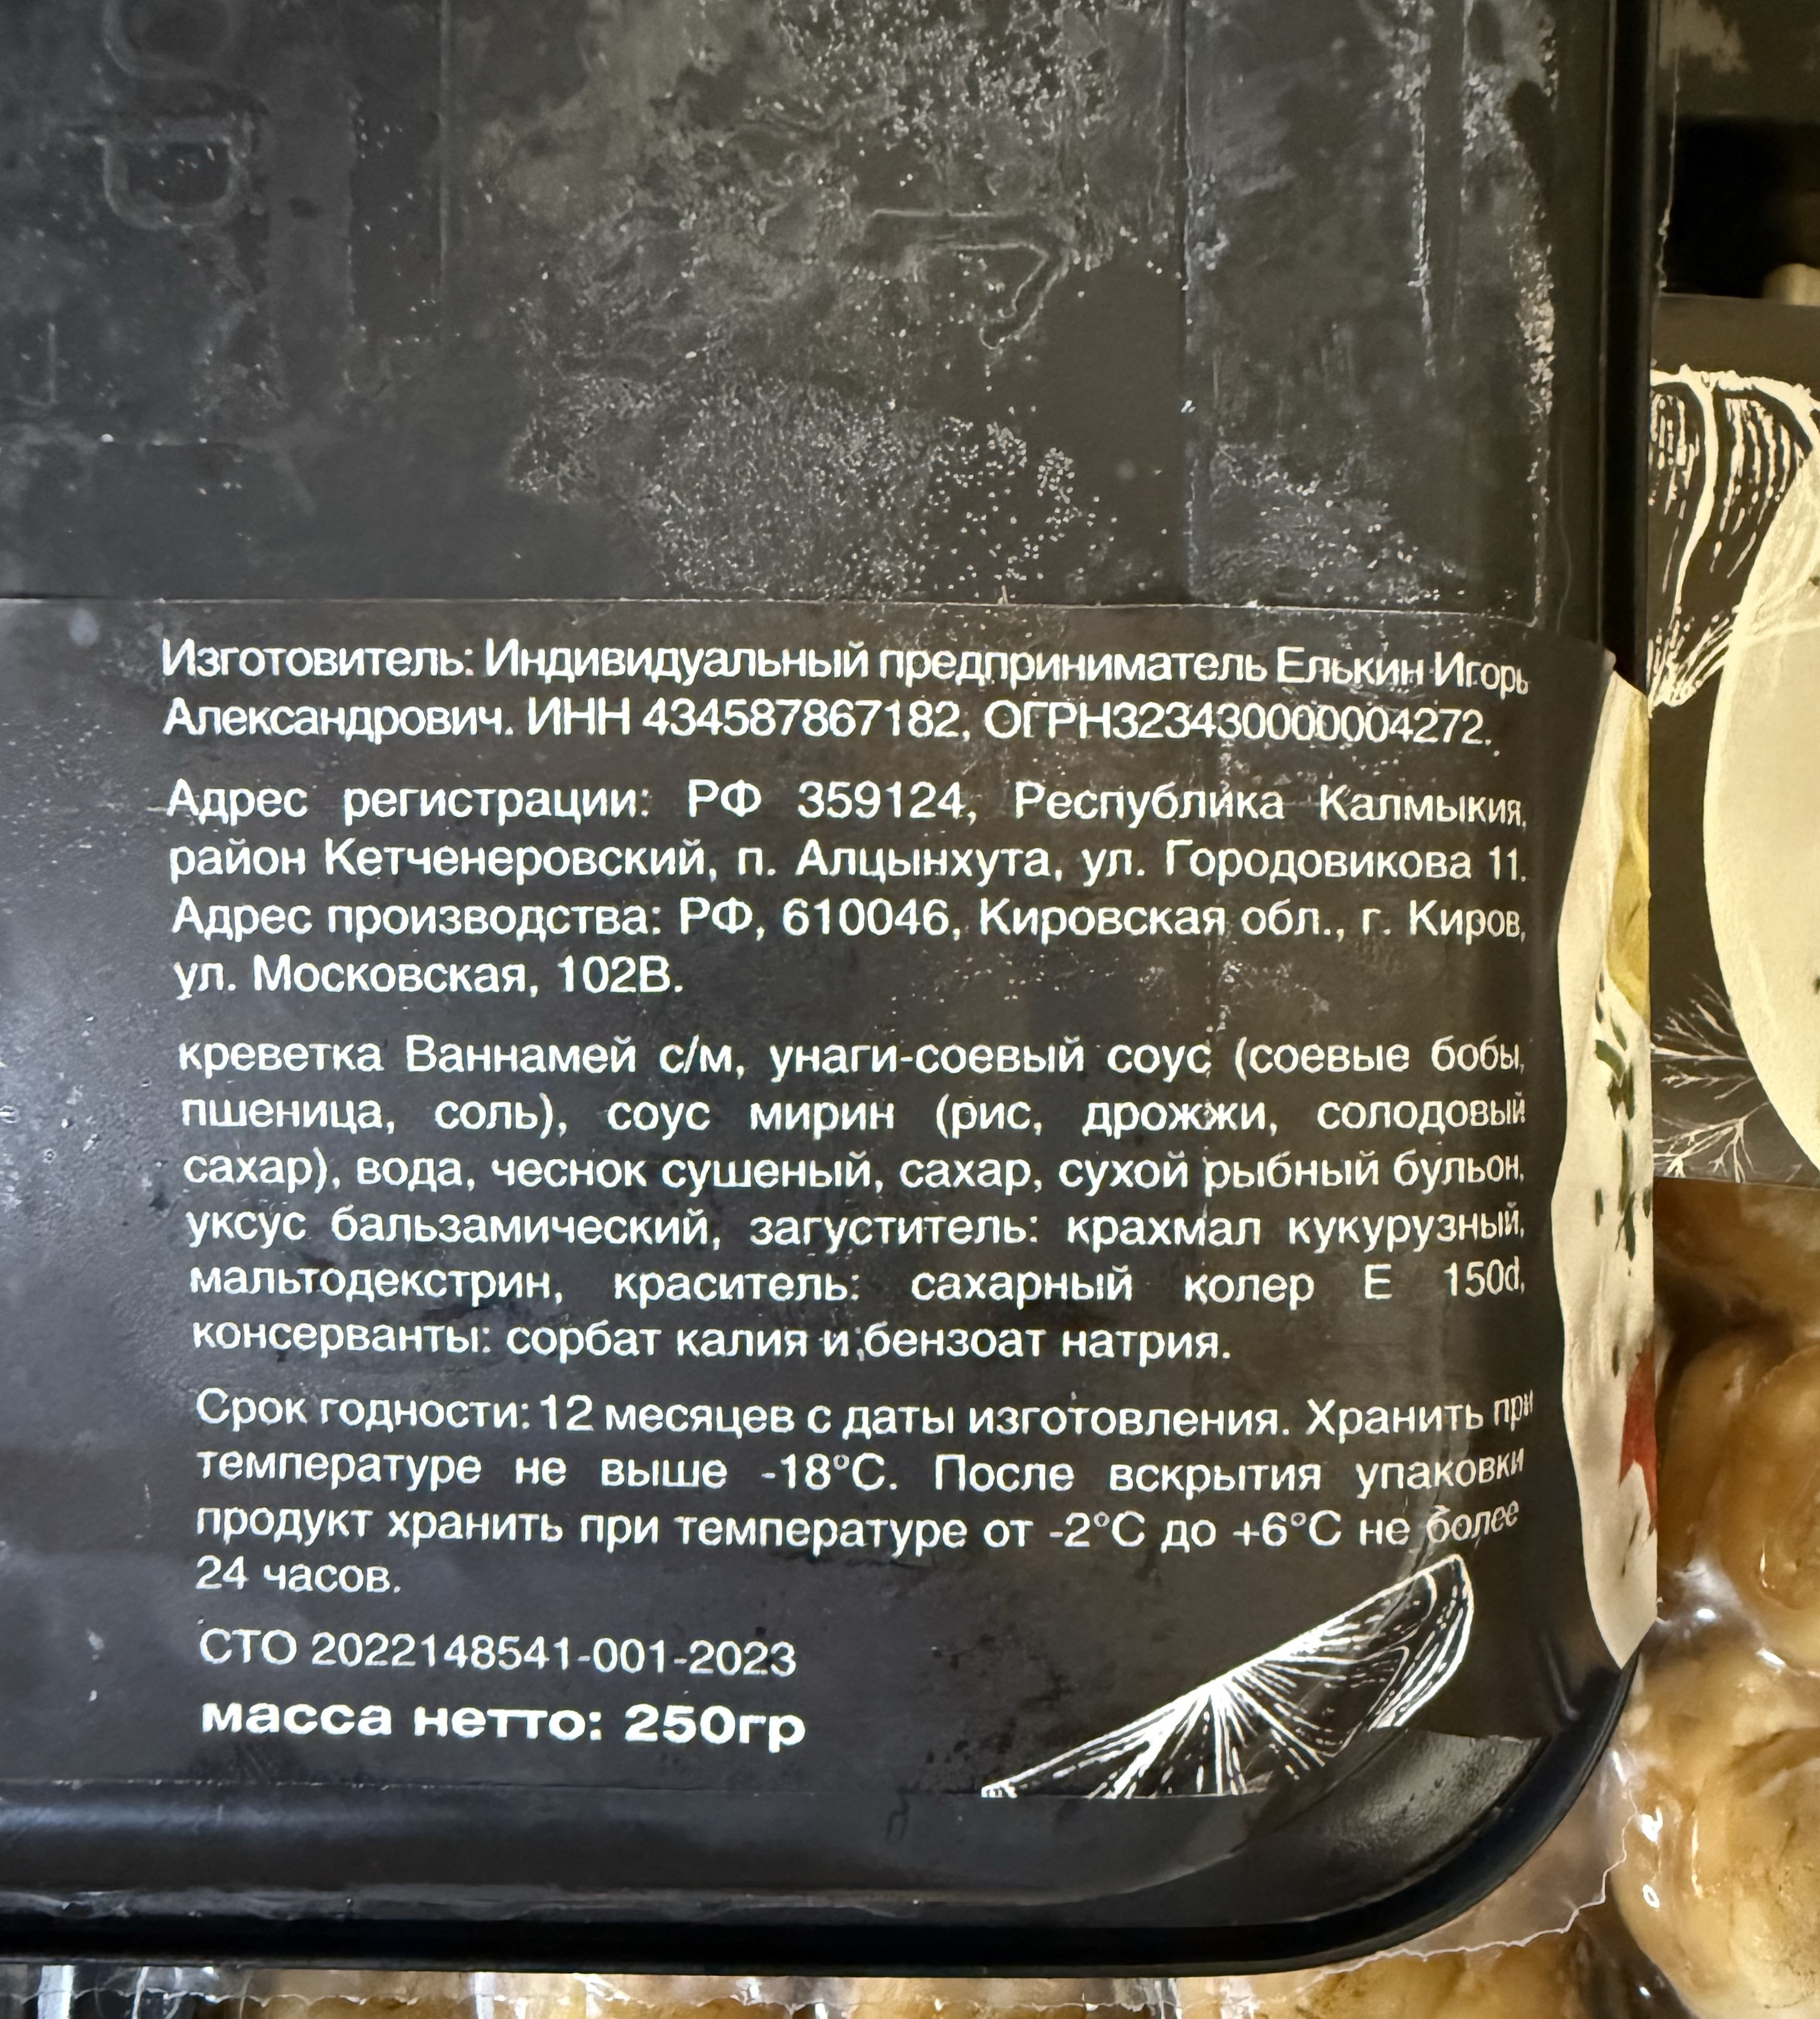 Изготовитель: Индивидуальный предприниматель Елькин Игорь
Александрович. ИНН 434587867182, ОГРН323430000004272.
Адрес регистрации: РФ 359124, Республика Калмыкия,
район Кетченеровский, п. Алцынхута, ул. Городовикова 11.
Адрес производства: РФ, 610046, Кировская обл., г. Киров,
ул. Московская, 102В.
креветка Ваннамей с/м, унаги-соевый соус (соевые бобы,
пшеница, соль), соус мирин (рис, дрожжи, солодовый
сахар), вода, чеснок сушеный, сахар, сухой рыбный бульон,
уксус бальзамический, загуститель: крахмал кукурузный,
мальтодекстрин, краситель: сахарный колер Е 150d,
консерванты: сорбат калия и бензоат натрия.
Срок годности: 12 месяцев с даты изготовления. Хранить при
температуре не выше -18°С. После вскрытия упаковки
продукт хранить при температуре от -2°С до +6°С не более
24 часов.
СТО 2022148541-001-2023
масса нетто: 250гр